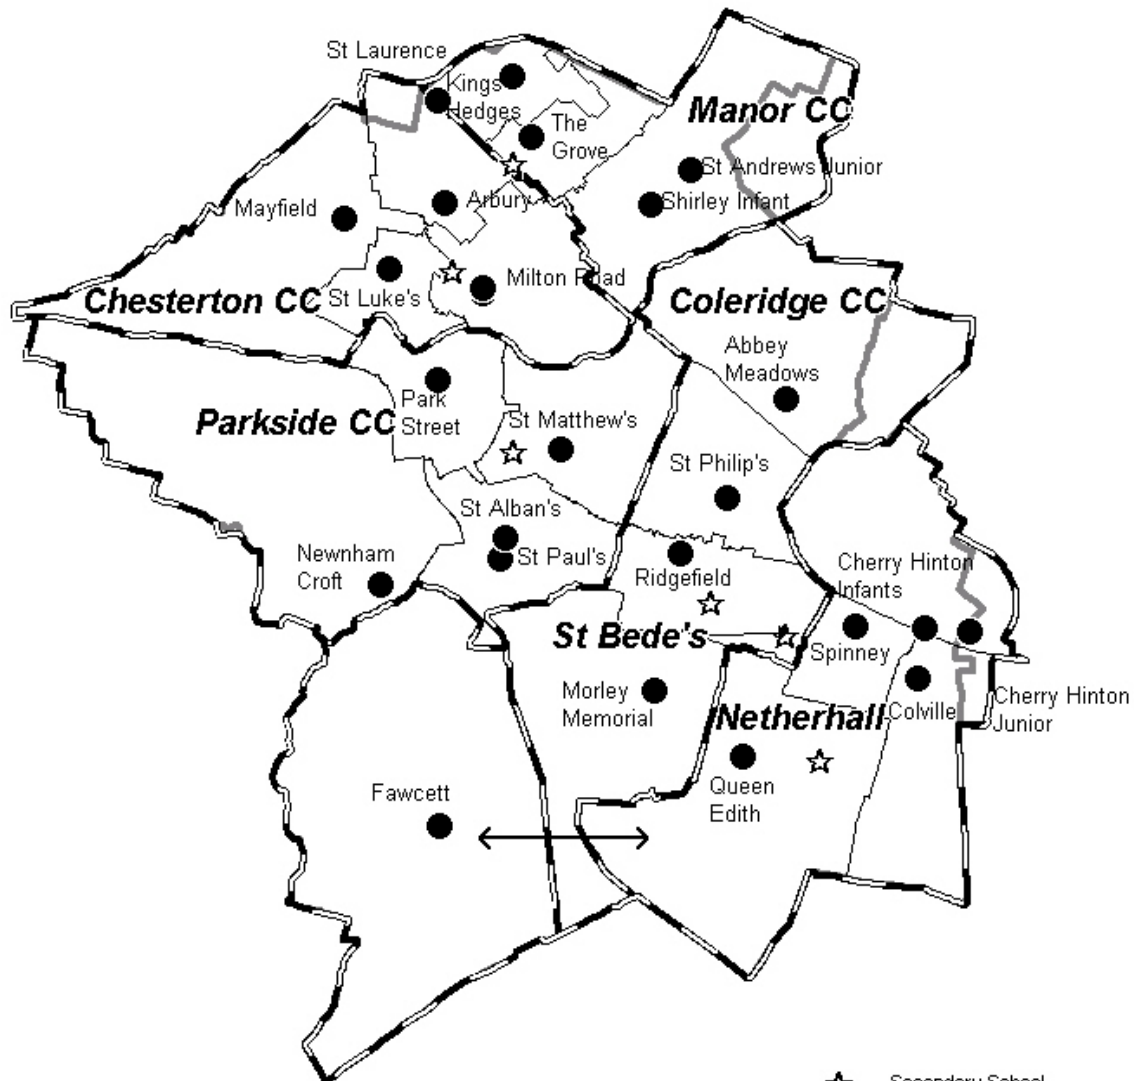 St Laurence
Kings
Hedges
Manor CC
The
Grove
St Andrews Junior
Arbury
Shirley Infant
Mayfield
Milton Road
Chesterton CC
St Luke's
Coleridge CC
Abbey
Meadows
Park
Street
Parkside CC
St Matthew's
St Philip's
St Alban's
St Paul's
Newnham
Croft
Ridgefield
Cherry Hinton
Infants
St Bede's
Spinney
Morley
Memorial
Netherhall
Colville
Cherry Hinton
Junior
Queen
Edith
Fawcett
Secondary School